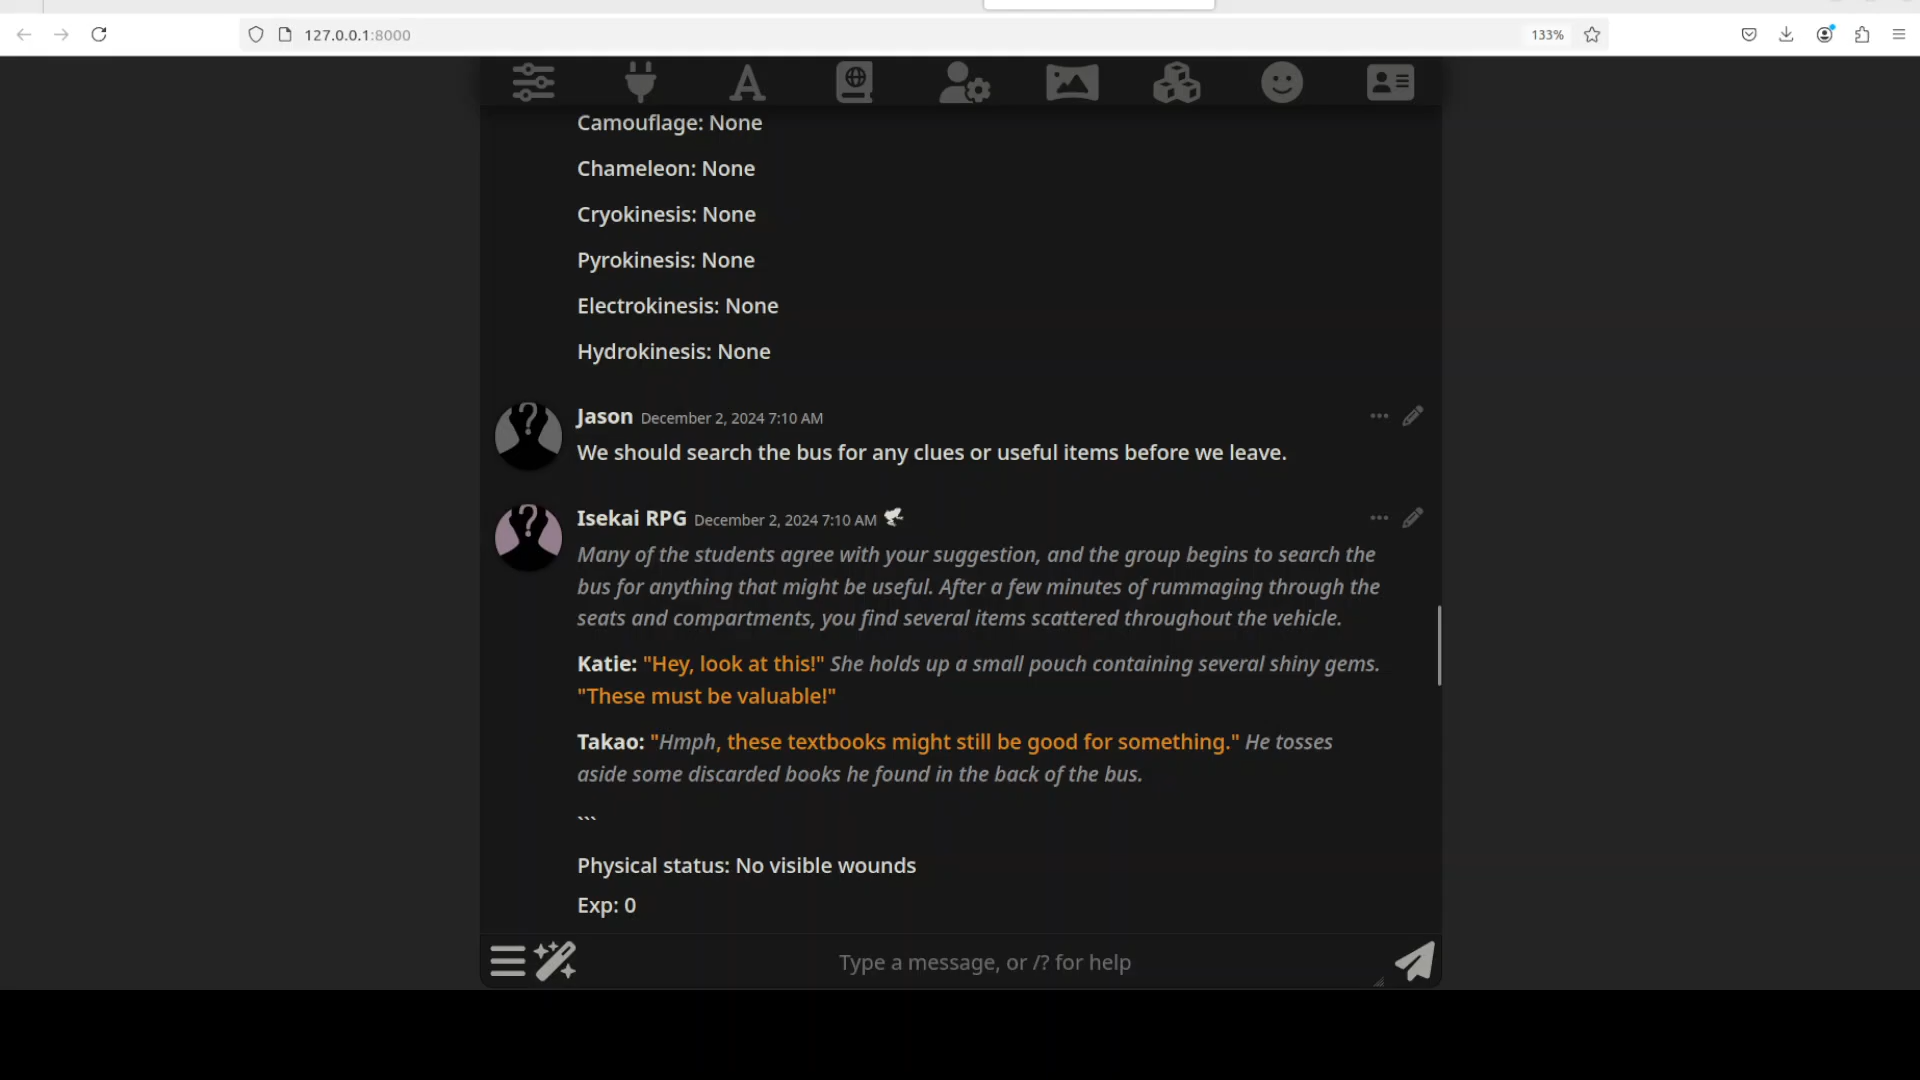 127.0.0.1:8000
133%
Camouflage: None
Chameleon: None
Cryokinesis: None
Pyrokinesis: None
Electrokinesis: None
Hydrokinesis: None
Jason December 2, 2024 7:10 AM
We should search the bus for any clues or useful items before we leave.
Isekai RPG December 2, 2024 7:10 AM
Many of the students agree with your suggestion, and the group begins to search the
bus for anything that might be useful. After a few minutes of rummaging through the
seats and compartments, you find several items scattered throughout the vehicle.
Katie: "Hey, look at this!" She holds up a small pouch containing several shiny gems.
"These must be valuable!"
Takao: "Hmph, these textbooks might still be good for something." He tosses
aside some discarded books he found in the back of the bus.
```
Physical status: No visible wounds
Exp: 0
Type a message, or /? for help